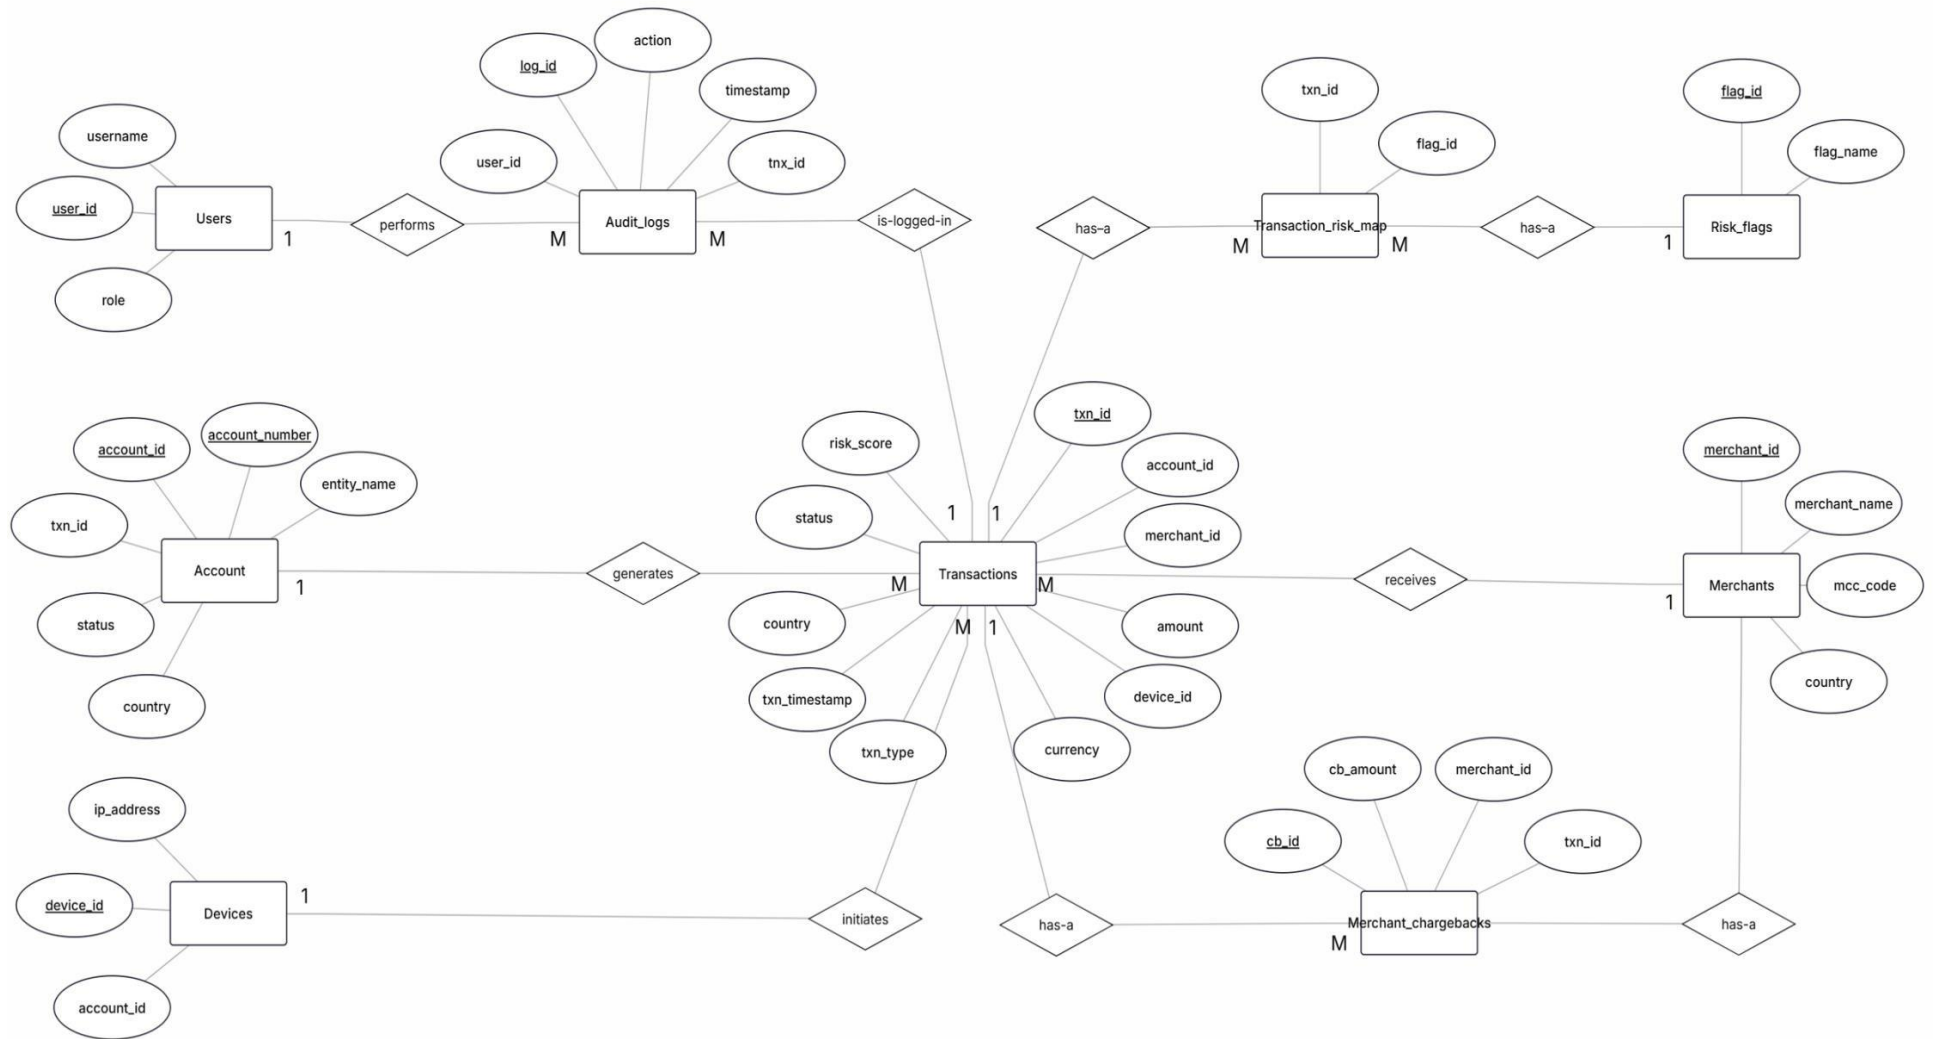 action
log_id
timestamp
txn_id
flag_id
username
flag_id
flag_name
user_id
tnx_id
user_id
Users
Audit_logs
is-logged-in
performs
has-a
Transaction_risk_map
has-a
Risk_flags
1
M
M
M
M
1
role
txn_id
account_number
risk_score
account_id
account_id
merchant_id
entity_name
merchant_name
1
1
status
txn_id
merchant_id
Account
generates
Transactions
receives
Merchants
mcc_code
1
M
M
1
country
status
M
1
amount
country
txn_timestamp
device_id
country
txn_type
currency
cb_amount
merchant_id
ip_address
cb_id
txn_id
1
device_id
Devices
initiates
has-a
Merchant_chargebacks
has-a
M
account_id